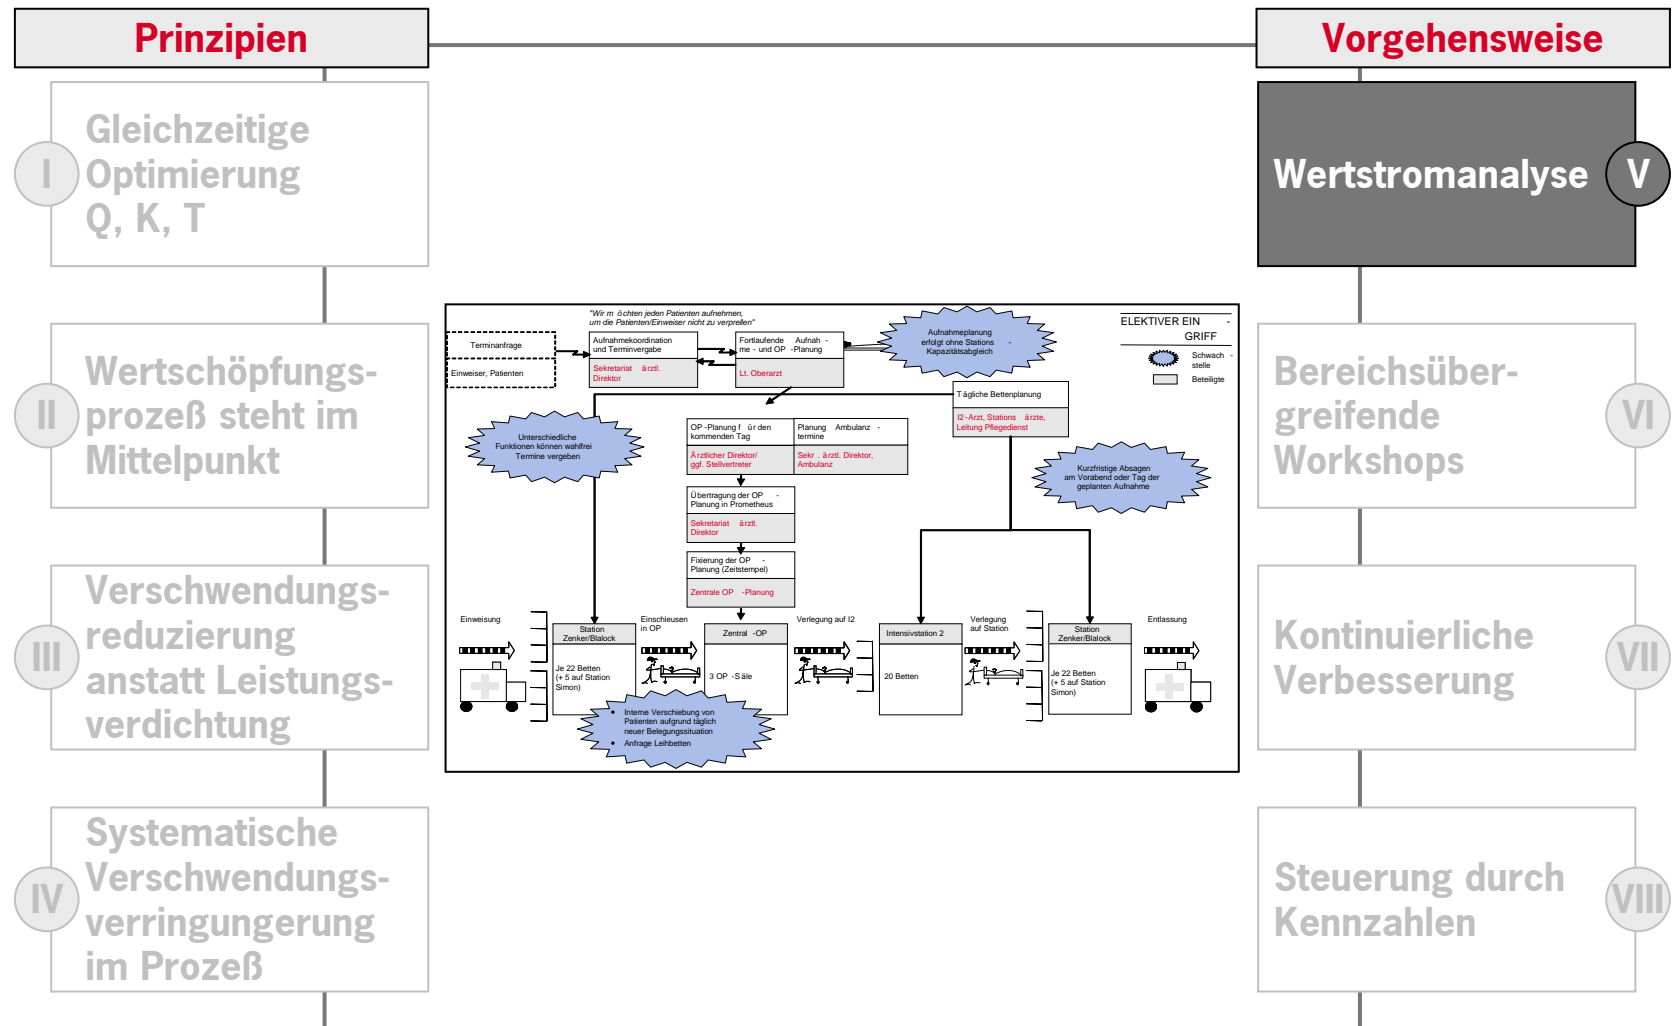 Prinzipien
Vorgehensweise
I
Gleichzeitige
Optimierung
Q, K, T
II
Wertschöpfungs-
prozeß steht im
Mittelpunkt
III
Verschwendungs-
reduzierung
anstatt Leistungs-
verdichtung
IV
Systematische
Verschwendungs-
verringungerung
im Prozeß
"Wir m öchten jeden Patienten aufnehmen,
um die Patienten/Einweiser nicht zu verprellen"
Terminanfrage
Einweiser, Patienten
Aufnahmekoordination
und Terminvergabe
Sekretariat ärztl.
Direktor
Fortlaufende Aufnah -
me - und OP -Planung
Lt. Oberarzt
Aufnahmeplanung
erfolgt ohne Stations -
Kapazitätsabgleich
ELEKTIVER EIN -
GRIFF
Schwach -
stelle
Beteiligte
Tägliche Bettenplanung
I2-Arzt, Stations ärzte,
Leitung Pflegedienst
Unterschiedliche
Funktionen können wahlfrei
Termine vergeben
OP -Planung f ür den
kommenden Tag
Ärztlicher Direktor/
ggf. Stellvertreter
Planung Ambulanz -
termine
Sekr . ärztl. Direktor,
Ambulanz
Kurzfristige Absagen
am Vorabend oder Tag der
geplanten Aufnahme
Übertragung der OP -
Planung in Prometheus
Sekretariat ärztl.
Direktor
Fixierung der OP -
Planung (Zeitstempel)
Zentrale OP -Planung
Einweisung
Station
Zenker/Blalock
Je 22 Betten
(+ 5 auf Station
Simon)
Einschleusen
in OP
Zentral -OP
3 OP -Säle
Verlegung auf I2
Intensivstation 2
20 Betten
Verlegung
auf Station
Station
Zenker/Blalock
Je 22 Betten
(+ 5 auf Station
Simon)
Entlassung
• Interne Verschiebung von
Patienten aufgrund täglich
neuer Belegungssituation
• Anfrage Leihbetten
Wertstromanalyse
V
Bereichsüber-
greifende
Workshops
VI
Kontinuierliche
Verbesserung
VII
Steuerung durch
Kennzahlen
VIII